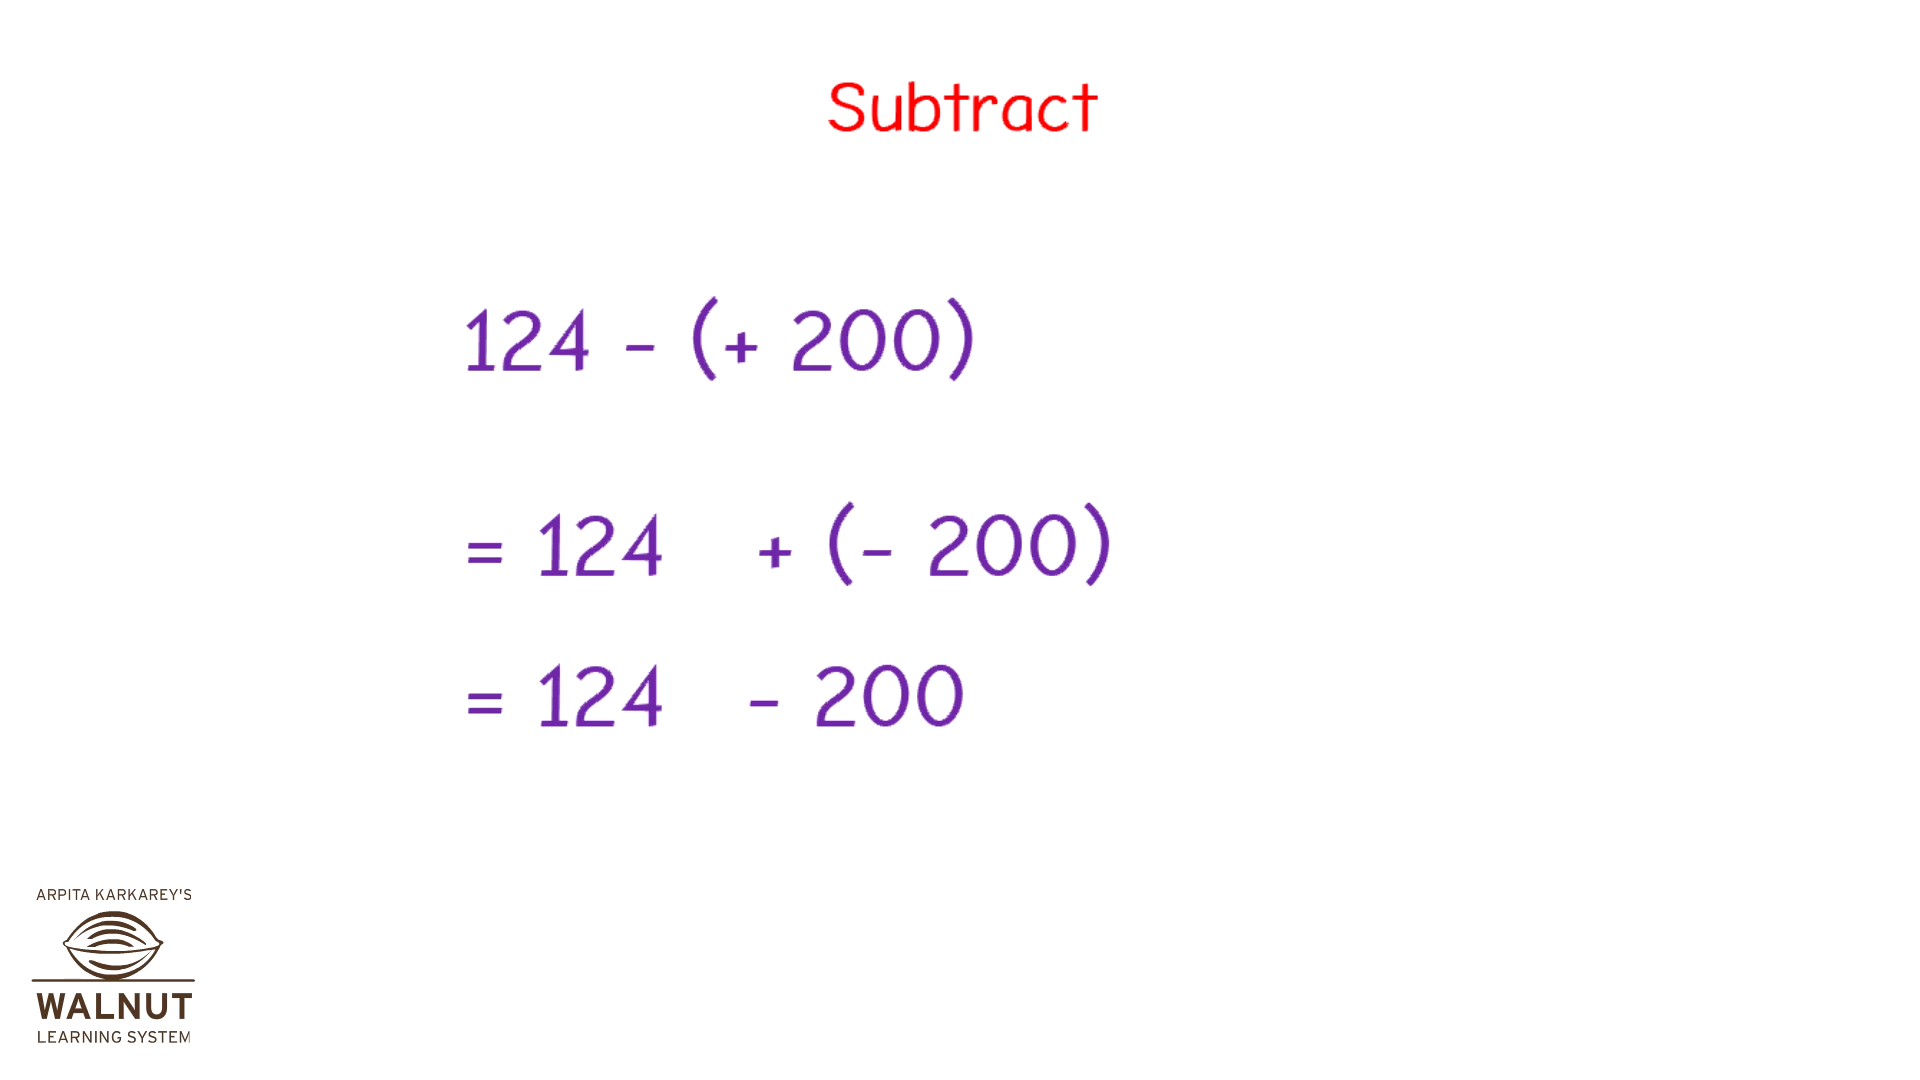 Subtract
124 - (+ 200)
= 124 + (- 200)
= 124 - 200
ARPITA KARKAREY'S
WALNUT
LEARNING SYSTEM